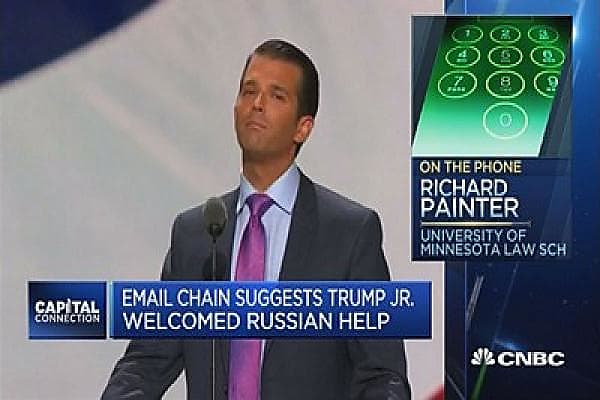 1 2 3
4 5 6
7 8 9
0
ON THE PHONE
RICHARD
PAINTER
UNIVERSITY OF
MINNESOTA LAW SCH
CAPITAL
CONNECTION
EMAIL CHAIN SUGGESTS TRUMP JR.
WELCOMED RUSSIAN HELP
CNBC